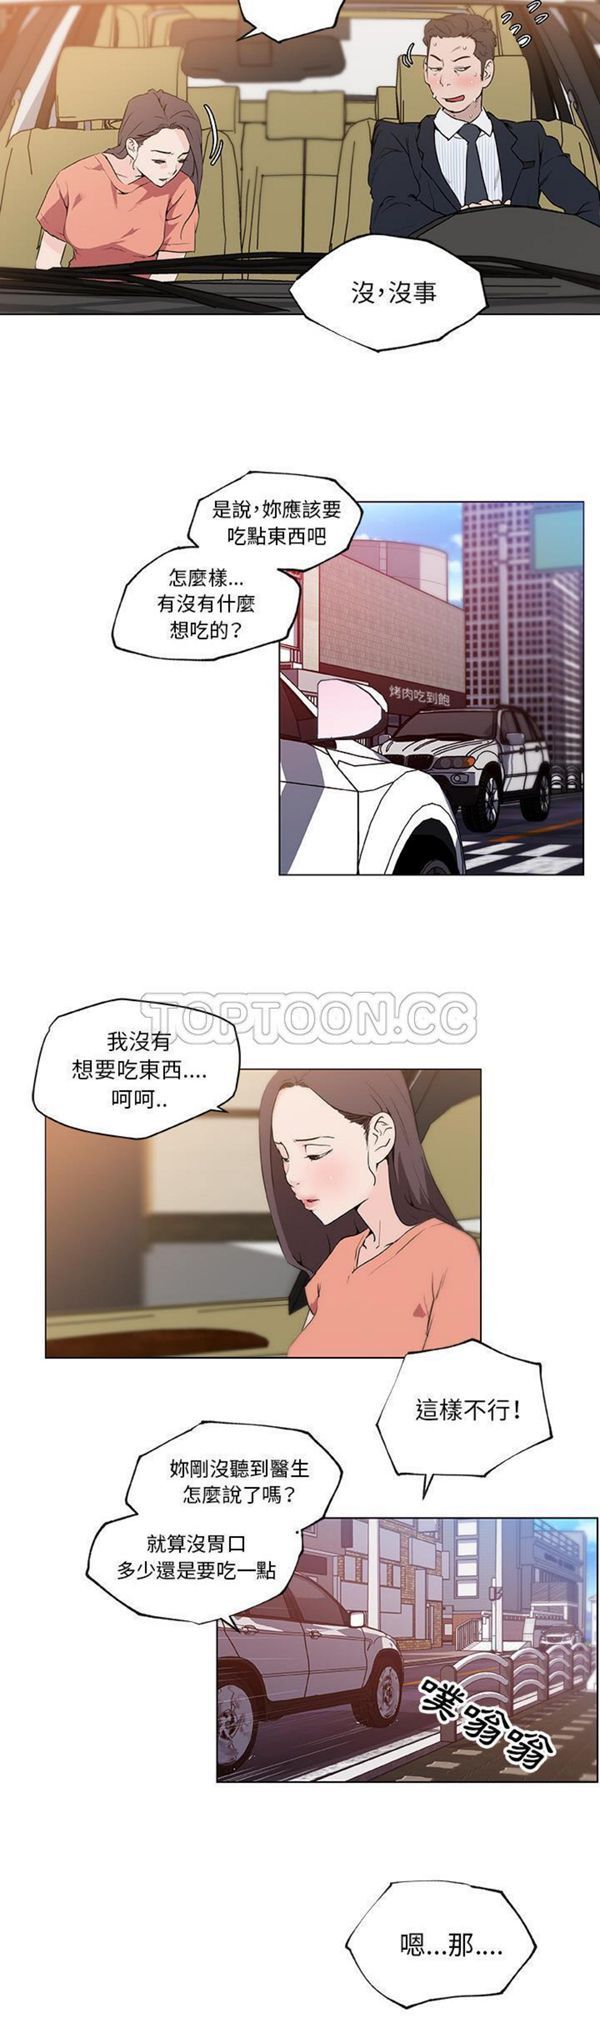 沒，沒事
是說，妳應該要
吃點東西吧
怎麼樣...
有沒有什麼
想吃的？
烤肉吃到飽
TOPTOON.CC
我沒有
想要吃東西....
呵呵..
這樣不行！
妳剛沒聽到醫生
怎麼說了嗎？
就算沒胃口
多少還是要吃一點
噗嗡嗡
嗯...那....